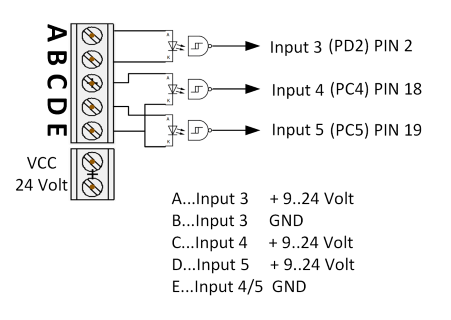 A
B
C
D
E
A
K
A
K
A
K
Input 3 (PD2) PIN 2
Input 4 (PC4) PIN 18
Input 5 (PC5) PIN 19
VCC
24 Volt
+
A...Input 3 + 9..24 Volt
B...Input 3 GND
C...Input 4 + 9..24 Volt
D...Input 5 + 9..24 Volt
E...Input 4/5 GND